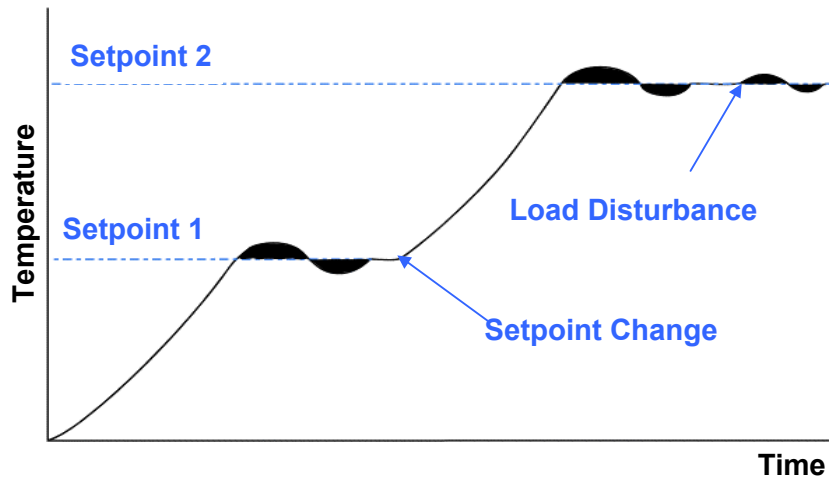 Setpoint 2
Load Disturbance
Setpoint 1
Temperature
Setpoint Change
Time